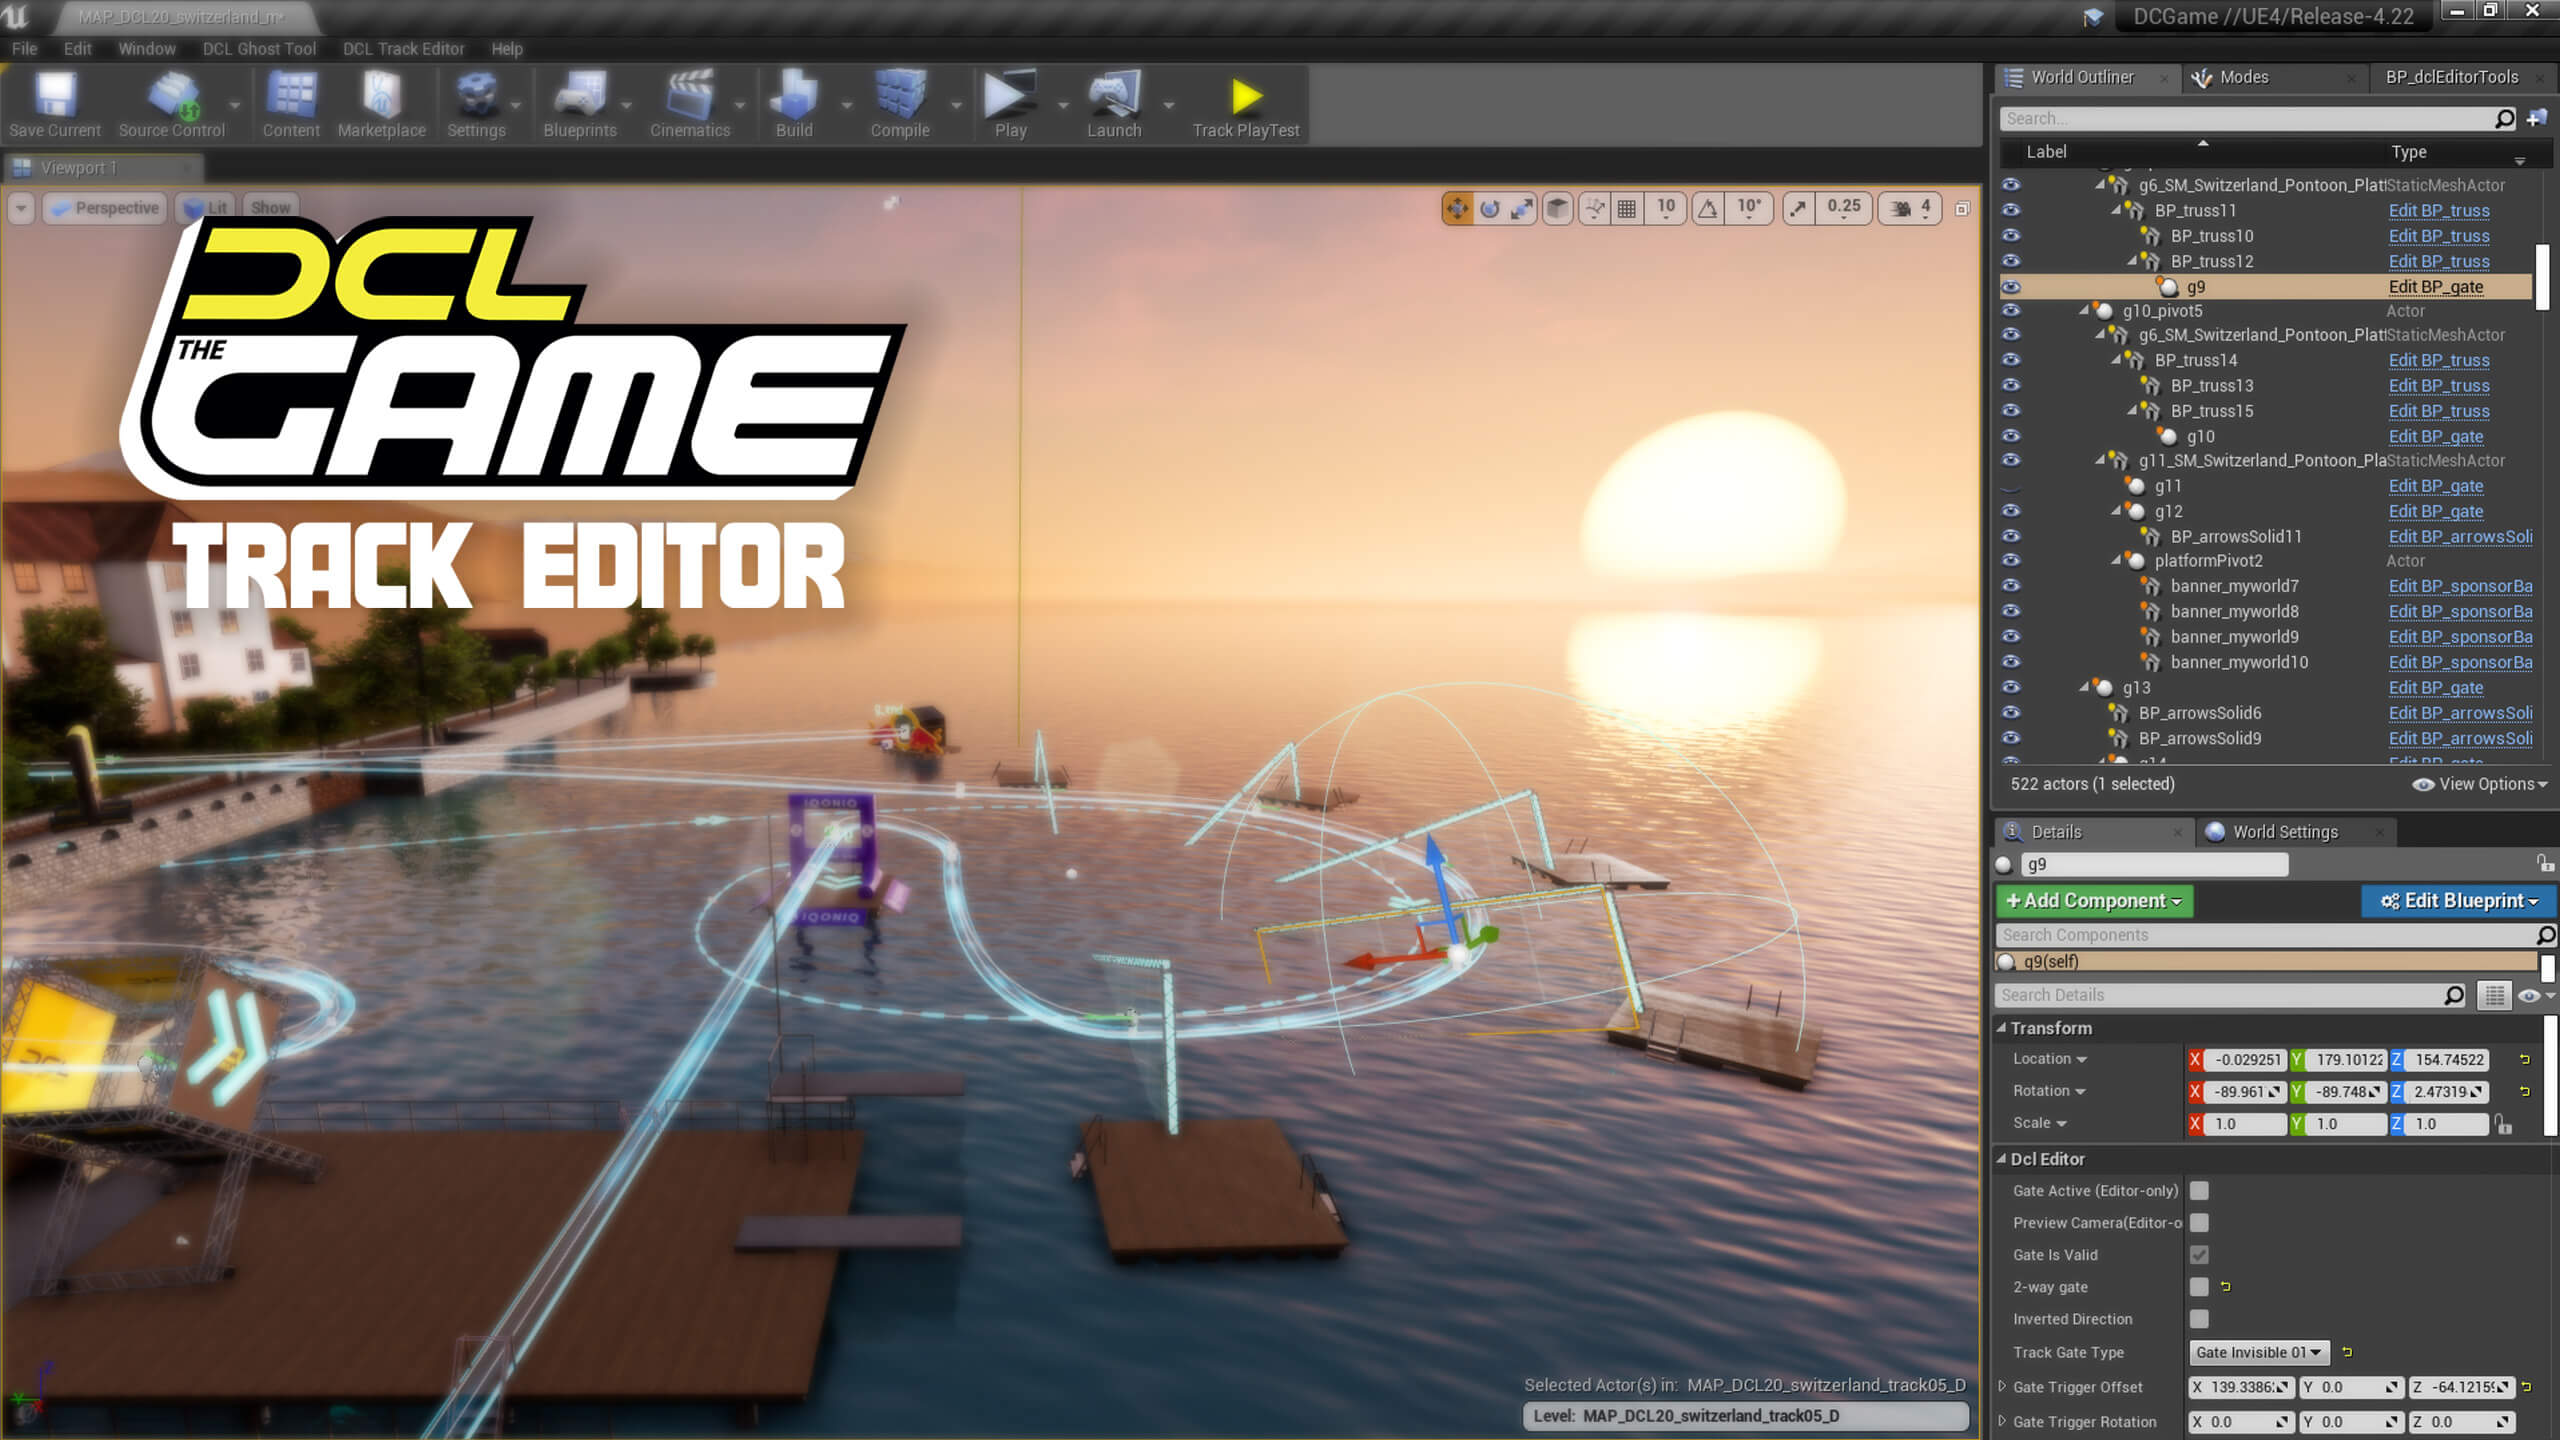 MAP_DCL20_switzerland_m*
DCGame //UE4/Release-4.22
File Edit Window DCL Ghost Tool DCL Track Editor Help
Save Current Source Control Content Marketplace Settings Blueprints Cinematics Build Compile Play Launch Track PlayTest
Viewport 1
Perspective Lit Show
10 10° 0.25 4
DCL
THE
GAME
TRACK EDITOR
IQONIQ
IQONIQ
Selected Actor(s) in: MAP_DCL20_switzerland_track05_D
Level: MAP_DCL20_switzerland_track05_D
World Outliner Modes BP_dclEditorTools
Search...
Label Type
g6_SM_Switzerland_Pontoon_Plat StaticMeshActor
BP_truss11 Edit BP_truss
BP_truss10 Edit BP_truss
BP_truss12 Edit BP_truss
g9 Edit BP_gate
g10_pivot5 Actor
g6_SM_Switzerland_Pontoon_Plat StaticMeshActor
BP_truss14 Edit BP_truss
BP_truss13 Edit BP_truss
BP_truss15 Edit BP_truss
g10 Edit BP_gate
g11_SM_Switzerland_Pontoon_Pla StaticMeshActor
g11 Edit BP_gate
g12 Edit BP_gate
BP_arrowsSolid11 Edit BP_arrowsSoli
platformPivot2 Actor
banner_myworld7 Edit BP_sponsorBa
banner_myworld8 Edit BP_sponsorBa
banner_myworld9 Edit BP_sponsorBa
banner_myworld10 Edit BP_sponsorBa
g13 Edit BP_gate
BP_arrowsSolid6 Edit BP_arrowsSoli
BP_arrowsSolid9 Edit BP_arrowsSoli
522 actors (1 selected) View Options
Details World Settings
g9
+Add Component Edit Blueprint
Search Components
g9(self)
Search Details
Transform
Location X -0.029251 Y 179.10122 Z 154.74522
Rotation X -89.961 Y -89.748 Z 2.47319
Scale X 1.0 Y 1.0 Z 1.0
Dcl Editor
Gate Active (Editor-only)
Preview Camera(Editor-o
Gate Is Valid
2-way gate
Inverted Direction
Track Gate Type Gate Invisible 01
Gate Trigger Offset X 139.3386 Y 0.0 Z -64.1215
Gate Trigger Rotation X 0.0 Y 0.0 Z 0.0